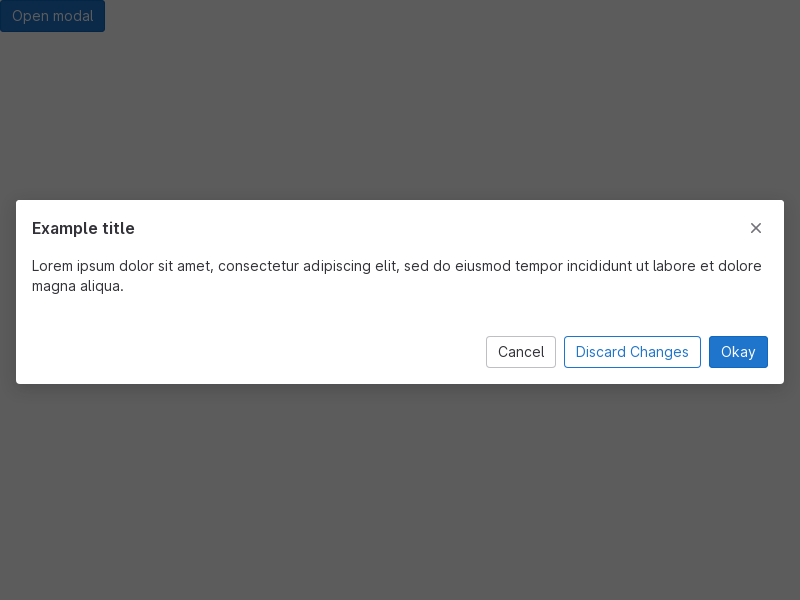 Open modal
Example title
Lorem ipsum dolor sit amet, consectetur adipiscing elit, sed do eiusmod tempor incididunt ut labore et dolore
magna aliqua.
Cancel Discard Changes Okay